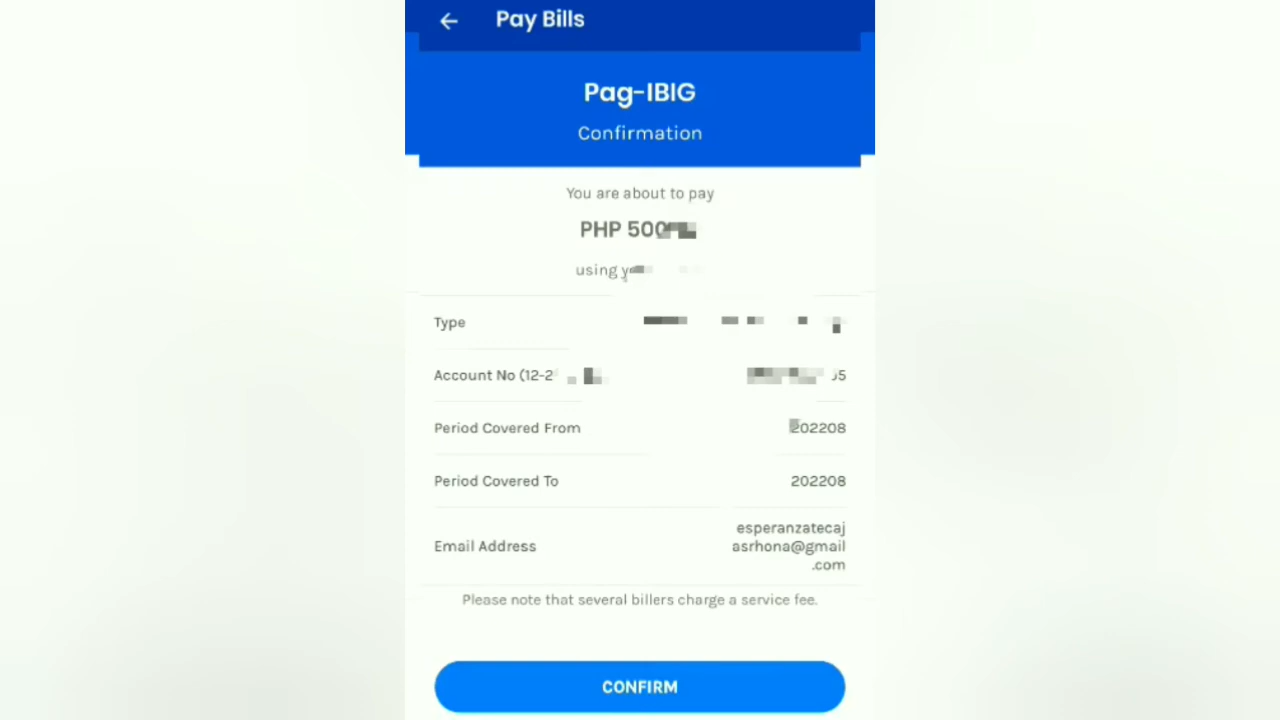 Pay Bills
Pag-IBIG
Confirmation
You are about to pay
PHP 500
using
Type
Account No (12-2
Period Covered From 202208
Period Covered To 202208
esperanzatecaj
Email Address asrhona@gmail
.com
Please note that several billers charge a service fee.
CONFIRM